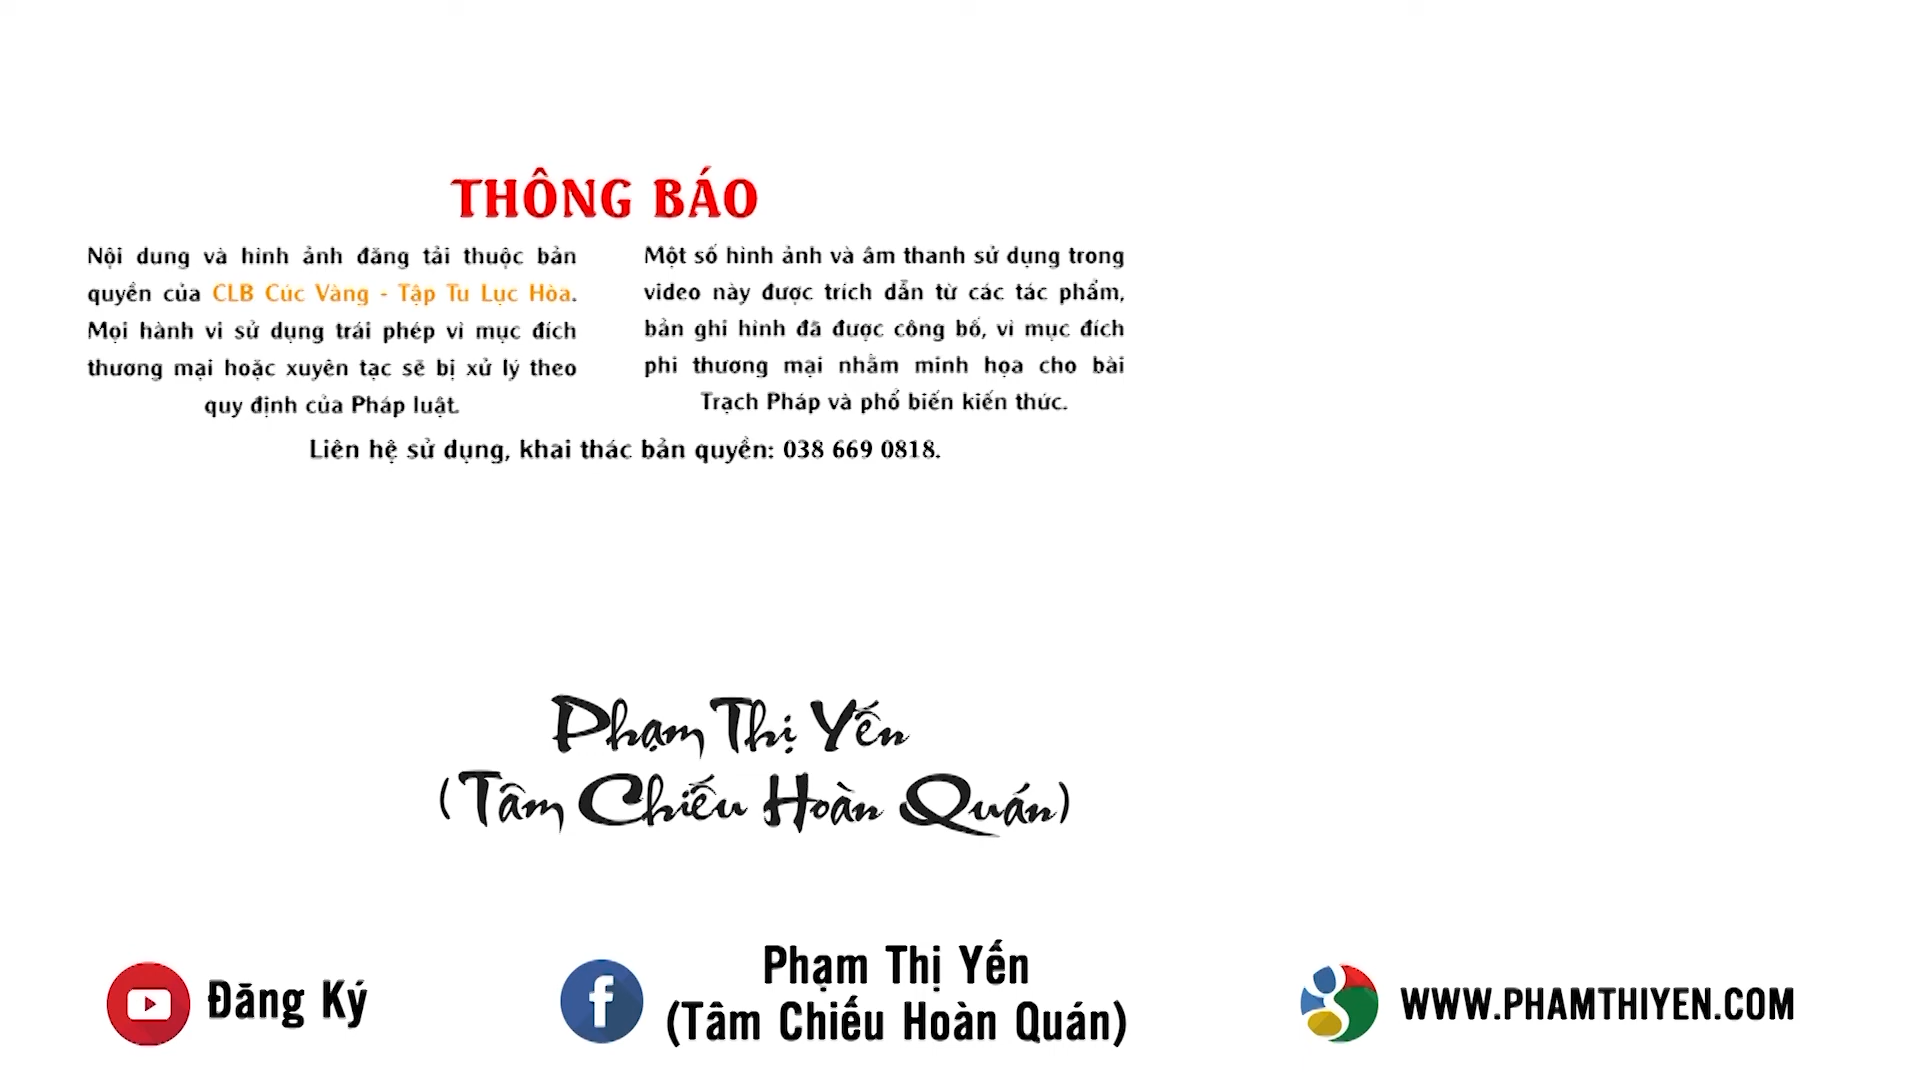 THÔNG BÁO
Nội dung và hình ảnh đăng tải thuộc bản
quyền của CLB Cúc Vàng - Tập Tu Lục Hòa.
Mọi hành vi sử dụng trái phép vì mục đích
thương mại hoặc xuyên tạc sẽ bị xử lý theo
quy định của Pháp luật.
Một số hình ảnh và âm thanh sử dụng trong
video này được trích dẫn từ các tác phẩm,
bản ghi hình đã được công bố, vì mục đích
phi thương mại nhằm minh họa cho bài
Trạch Pháp và phổ biến kiến thức.
Liên hệ sử dụng, khai thác bản quyền: 038 669 0818.
Phạm Thị Yến
(Tâm Chiếu Hoàn Quán)
Đăng Ký
Phạm Thị Yến
(Tâm Chiếu Hoàn Quán)
WWW.PHAMTHIYEN.COM